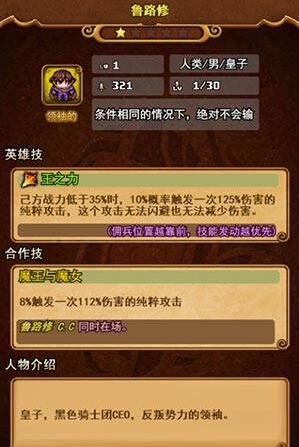 鲁路修
Lv 1
人类/男/皇子
321
1/30
领袖的
条件相同的情况下，绝对不会输
英雄技
王之力
己方战力低于35%时，10%概率触发一次125%伤害的
纯粹攻击，这个攻击无法闪避也无法减少伤害。
(佣兵位置越靠前，技能发动越优先)
合作技
魔王与魔女
8%触发一次112%伤害的纯粹攻击
鲁路修 C.C 同时在场。
人物介绍
皇子，黑色骑士团CEO，反叛势力的领袖。